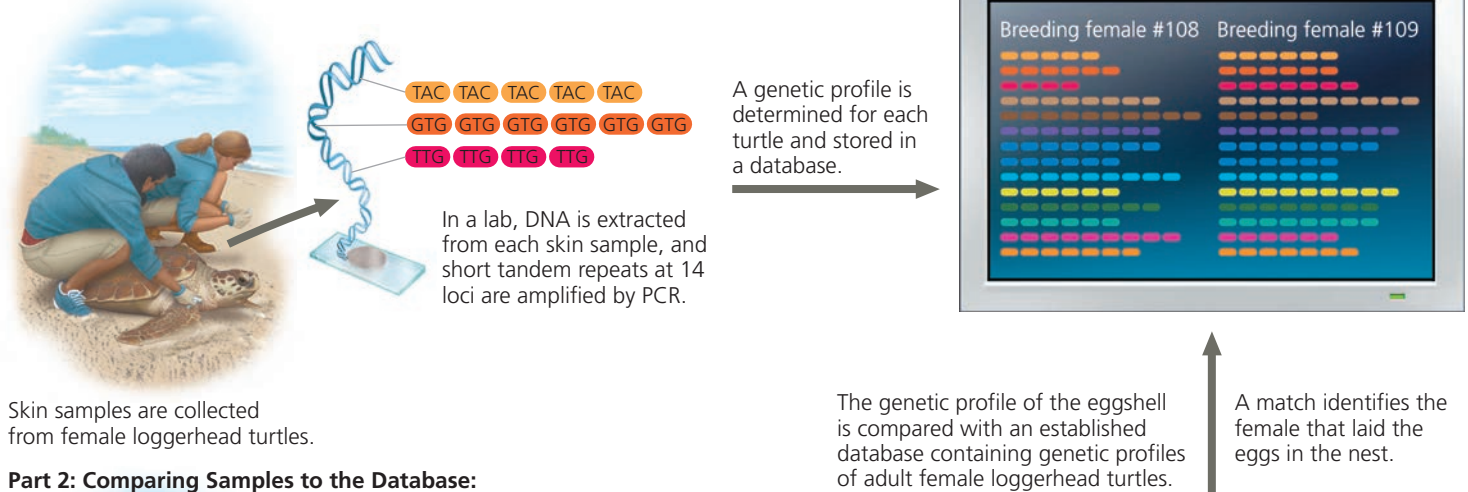 TAC TAC TAC TAC TAC
GTG GTG GTG GTG GTG GTG
TTG TTG TTG TTG
In a lab, DNA is extracted
from each skin sample, and
short tandem repeats at 14
loci are amplified by PCR.
A genetic profile is
determined for each
turtle and stored in
a database.
Breeding female #108 Breeding female #109
Skin samples are collected
from female loggerhead turtles.
The genetic profile of the eggshell
is compared with an established
database containing genetic profiles
of adult female loggerhead turtles.
A match identifies the
female that laid the
eggs in the nest.
Part 2: Comparing Samples to the Database: